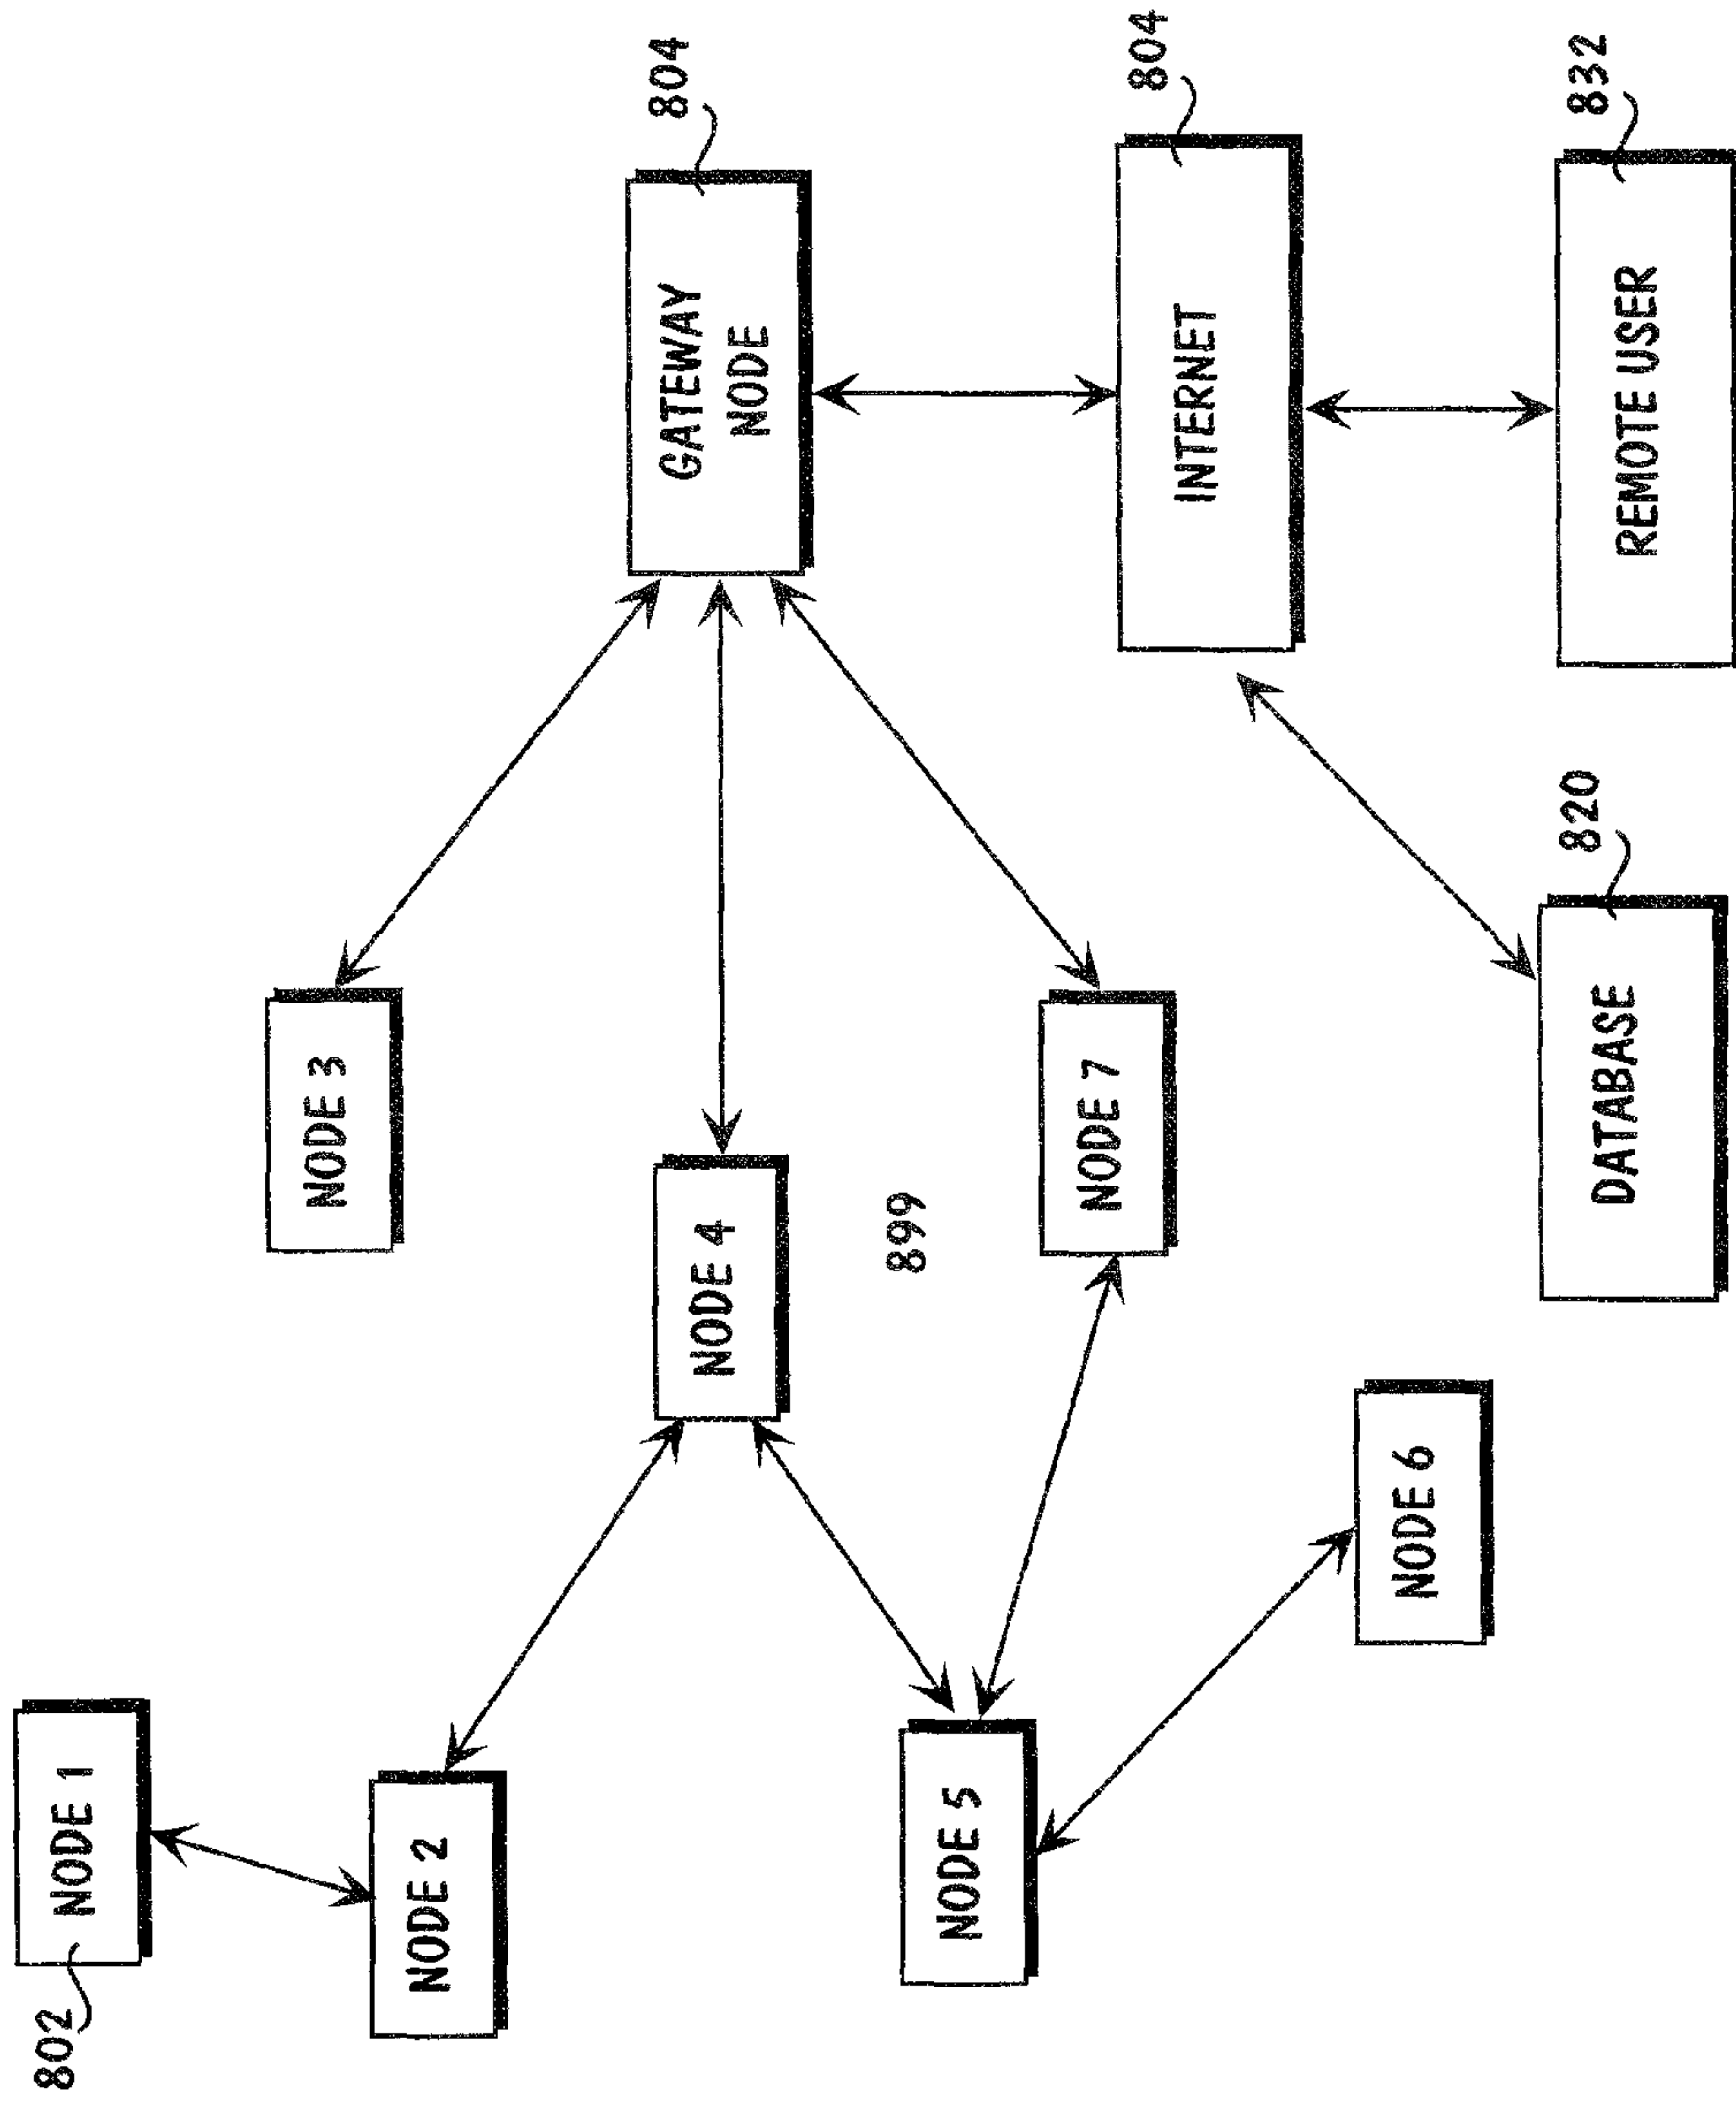 802
NODE 1
NODE 2
NODE 3
804
GATEWAY
NODE
NODE 4
899
NODE 5
NODE 7
804
INTERNET
NODE 6
820
DATABASE
832
REMOTE USER